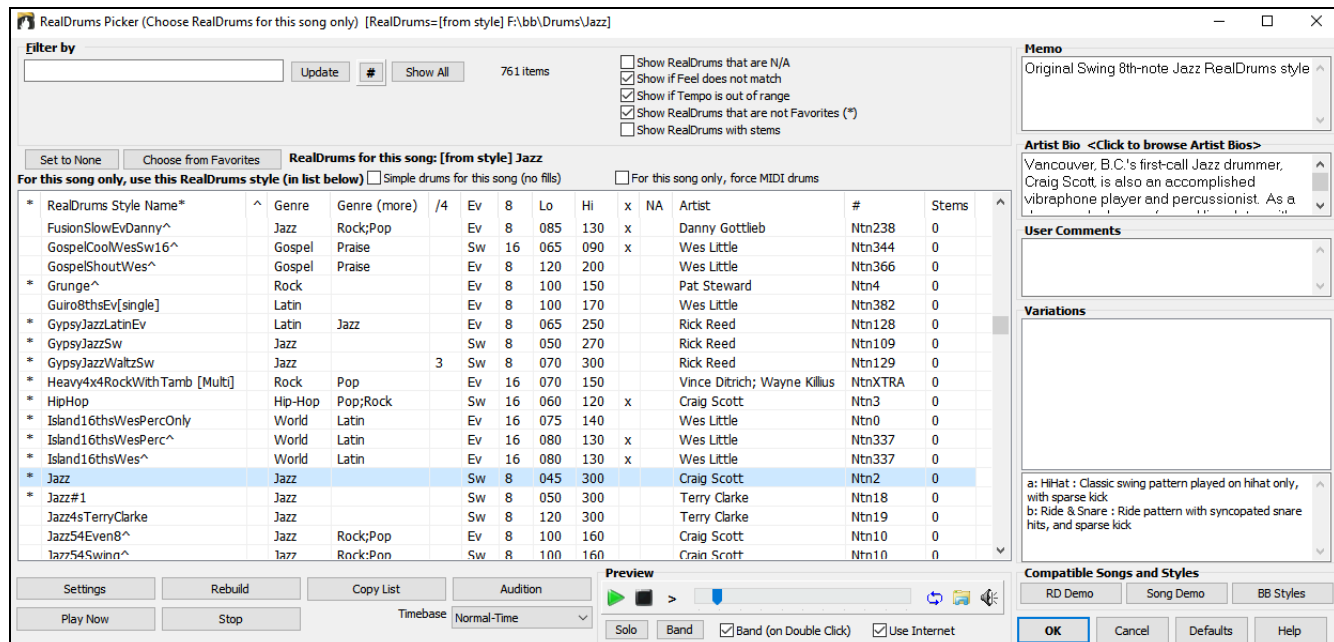 RealDrums Picker (Choose RealDrums for this song only) [RealDrums=[from style] F:\bb\Drums\Jazz]
Filter by
Update # Show All 761 items
Show RealDrums that are N/A
Show if Feel does not match
Show if Tempo is out of range
Show RealDrums that are not Favorites (*)
Show RealDrums with stems
Set to None Choose from Favorites RealDrums for this song: [from style] Jazz
For this song only, use this RealDrums style (in list below) Simple drums for this song (no fills) For this song only, force MIDI drums
* RealDrums Style Name* ^ Genre Genre (more) /4 Ev 8 Lo Hi x NA Artist # Stems
FusionSlowEvDanny^ Jazz Rock;Pop Ev 8 085 130 x Danny Gottlieb Ntn238 0
GospelCoolWesSw16^ Gospel Praise Sw 16 065 090 x Wes Little Ntn344 0
GospelShoutWes^ Gospel Praise Ev 8 120 200 Wes Little Ntn366 0
* Grunge^ Rock Ev 8 100 150 Pat Steward Ntn4 0
Guiro8thsEv[single] Latin Ev 8 100 170 Wes Little Ntn382 0
* GypsyJazzLatinEv Latin Jazz Ev 8 065 250 Rick Reed Ntn128 0
* GypsyJazzSw Jazz Sw 8 050 270 Rick Reed Ntn109 0
* GypsyJazzWaltzSw Jazz 3 Sw 8 070 300 Rick Reed Ntn129 0
* Heavy4x4RockWithTamb [Multi] Rock Pop Ev 16 070 150 Vince Ditrich; Wayne Killius NtnXTRA 0
* HipHop Hip-Hop Pop;Rock Sw 16 060 120 x Craig Scott Ntn3 0
* Island16thsWesPercOnly World Latin Ev 16 075 140 Wes Little Ntn0 0
* Island16thsWesPerc^ World Latin Ev 16 080 130 x Wes Little Ntn337 0
* Island16thsWes^ World Latin Ev 16 080 130 x Wes Little Ntn337 0
* Jazz Jazz Sw 8 045 300 Craig Scott Ntn2 0
* Jazz#1 Jazz Sw 8 050 300 Terry Clarke Ntn18 0
Jazz4sTerryClarke Jazz Sw 8 120 300 Terry Clarke Ntn19 0
Jazz54Even8^ Jazz Rock;Pop Ev 8 100 160 Craig Scott Ntn10 0
Jazz54Swing^ Jazz Rock;Pop Sw 8 100 160 Craig Scott Ntn10 0
Settings Rebuild Copy List Audition
Play Now Stop Timebase Normal-Time
Preview
>
Solo Band Band (on Double Click) Use Internet
Memo
Original Swing 8th-note Jazz RealDrums style
Artist Bio <Click to browse Artist Bios>
Vancouver, B.C.'s first-call Jazz drummer,
Craig Scott, is also an accomplished
vibraphone player and percussionist. As a
User Comments
Variations
a: HiHat : Classic swing pattern played on hihat only,
with sparse kick
b: Ride & Snare : Ride pattern with syncopated snare
hits, and sparse kick
Compatible Songs and Styles
RD Demo Song Demo BB Styles
OK Cancel Defaults Help